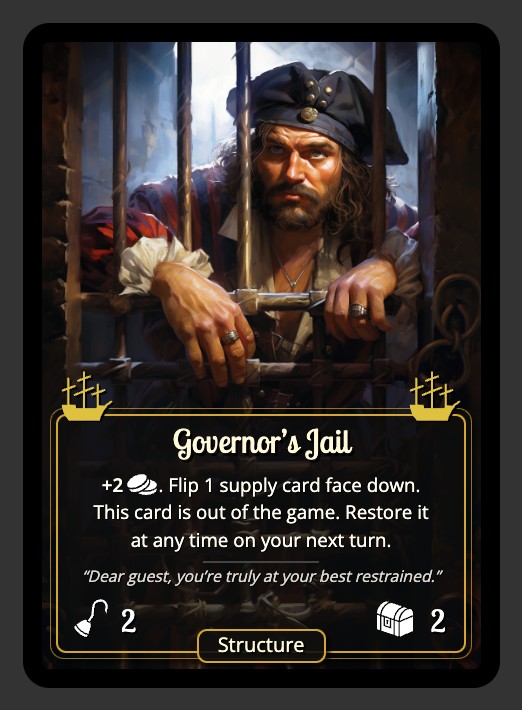 Governor's Jail
+2 . Flip 1 supply card face down.
This card is out of the game. Restore it
at any time on your next turn.
“Dear guest, you’re truly at your best restrained.”
2
2
Structure